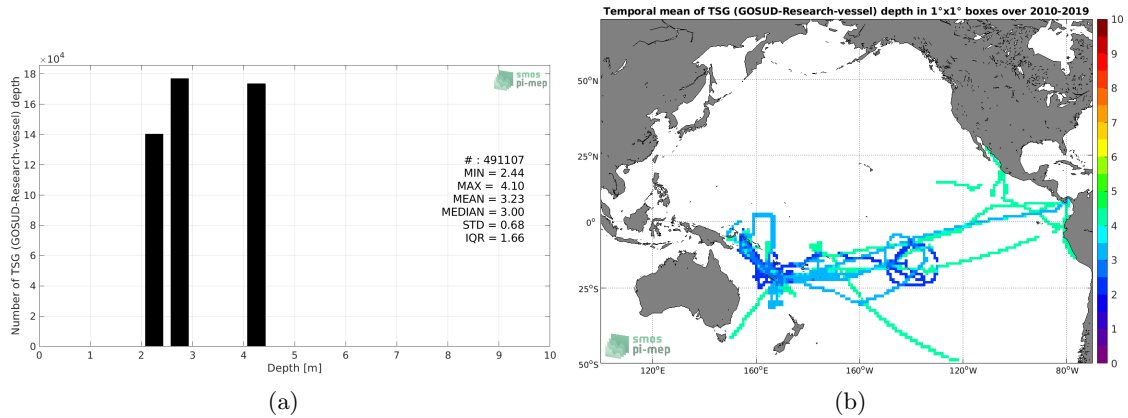 ×10⁴
18
16
14
12
10
8
6
4
2
0
Number of TSG (GOSUD-Research-vessel) depth
smos
pi-mep
# : 491107
MIN = 2.44
MAX = 4.10
MEAN = 3.23
MEDIAN = 3.00
STD = 0.68
IQR = 1.66
0 1 2 3 4 5 6 7 8 9 10
Depth [m]
(a)
Temporal mean of TSG (GOSUD-Research-vessel) depth in 1°x1° boxes over 2010-2019
50°N
25°N
0°
25°S
50°S
120°E 160°E 160°W 120°W 80°W
smos
pi-mep
10
9
8
7
6
5
4
3
2
1
0
(b)